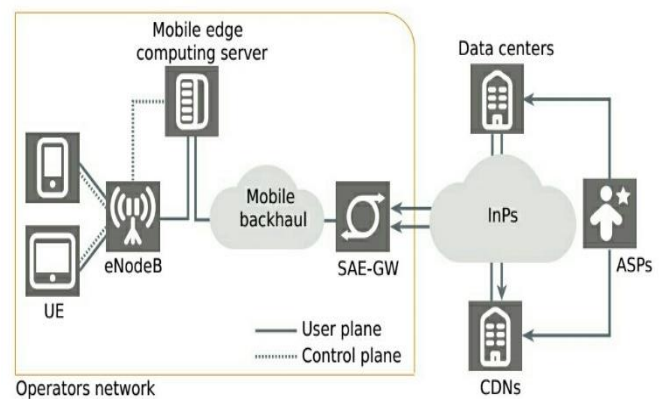 Mobile edge
computing server
Data centers
Mobile
backhaul
InPs
eNodeB
SAE-GW
ASPs
UE
User plane
Control plane
CDNs
Operators network